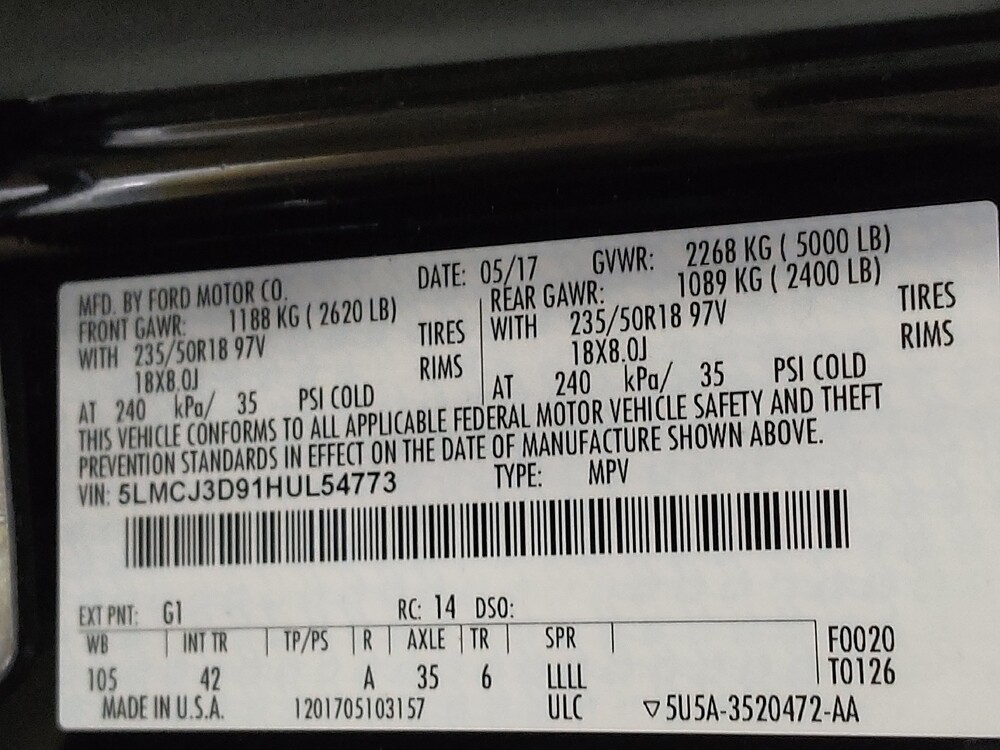 MFD. BY FORD MOTOR CO. DATE: 05/17 GVWR: 2268 KG ( 5000 LB)
FRONT GAWR: 1188 KG ( 2620 LB) REAR GAWR: 1089 KG ( 2400 LB)
WITH 235/50R18 97V TIRES WITH 235/50R18 97V TIRES
18X8.0J RIMS 18X8.0J RIMS
AT 240 kPa/ 35 PSI COLD AT 240 kPa/ 35 PSI COLD
THIS VEHICLE CONFORMS TO ALL APPLICABLE FEDERAL MOTOR VEHICLE SAFETY AND THEFT
PREVENTION STANDARDS IN EFFECT ON THE DATE OF MANUFACTURE SHOWN ABOVE.
VIN: 5LMCJ3D91HUL54773 TYPE: MPV
EXT PNT: G1 RC: 14 DSO:
WB INT TR TP/PS R AXLE TR SPR F0020
105 42 A 35 6 LLLL T0126
MADE IN U.S.A. 1201705103157 ULC ▽5U5A-3520472-AA